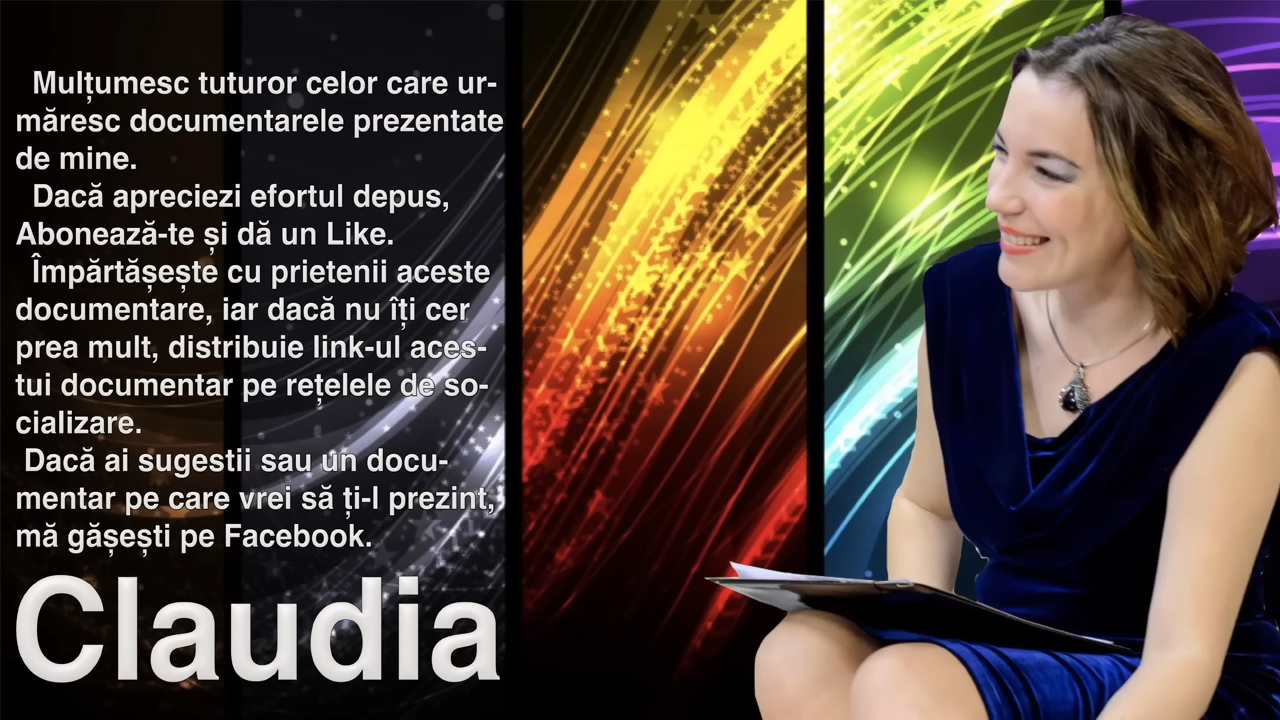 Mulțumesc tuturor celor care ur-
măresc documentarele prezentate
de mine.
Dacă apreciezi efortul depus,
Abonează-te și dă un Like.
Împărtășește cu prietenii aceste
documentare, iar dacă nu îți cer
prea mult, distribuie link-ul aces-
tui documentar pe rețelele de so-
cializare.
Dacă ai sugestii sau un docu-
mentar pe care vrei să ți-l prezint,
mă gășești pe Facebook.
Claudia